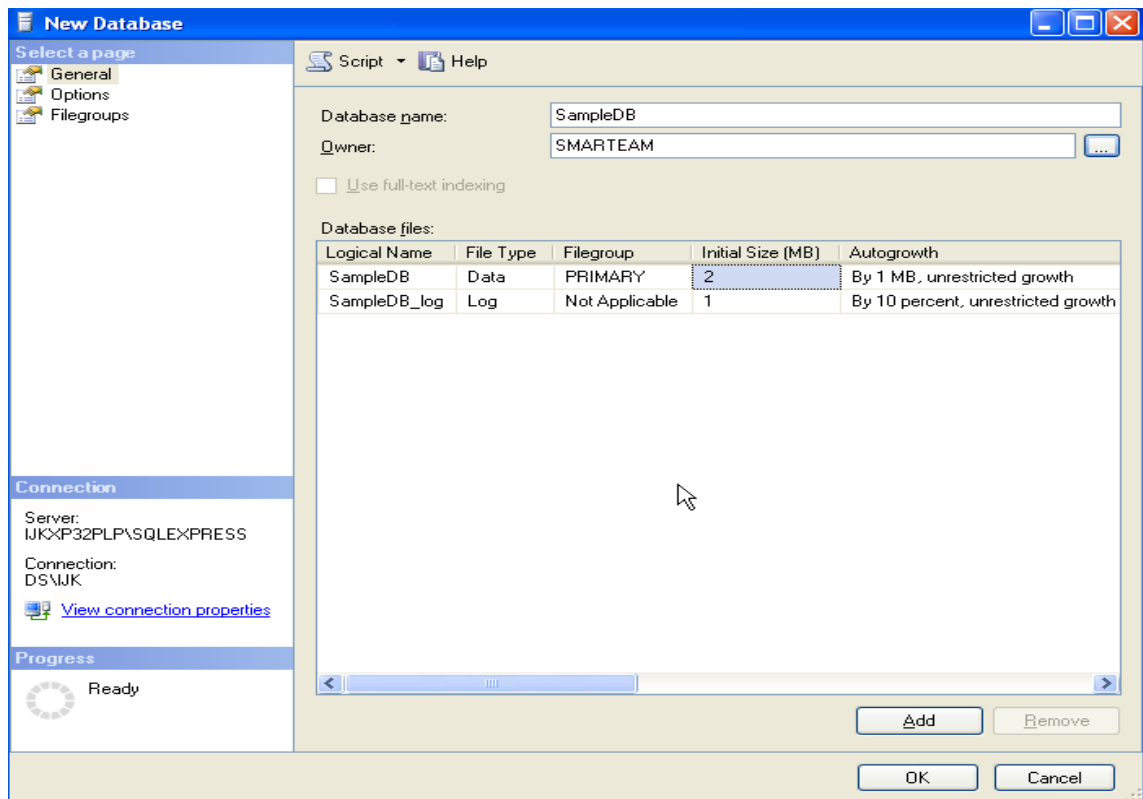 New Database
Select a page
General
Options
Filegroups
Script Help
Database name: SampleDB
Owner: SMARTEAM ...
Use full-text indexing
Database files:
Logical Name File Type Filegroup Initial Size (MB) Autogrowth
SampleDB Data PRIMARY 2 By 1 MB, unrestricted growth
SampleDB_log Log Not Applicable 1 By 10 percent, unrestricted growth
Connection
Server:
IJKXP32PLP\SQLEXPRESS
Connection:
DS\IJK
View connection properties
Progress
Ready
Add Remove
OK Cancel